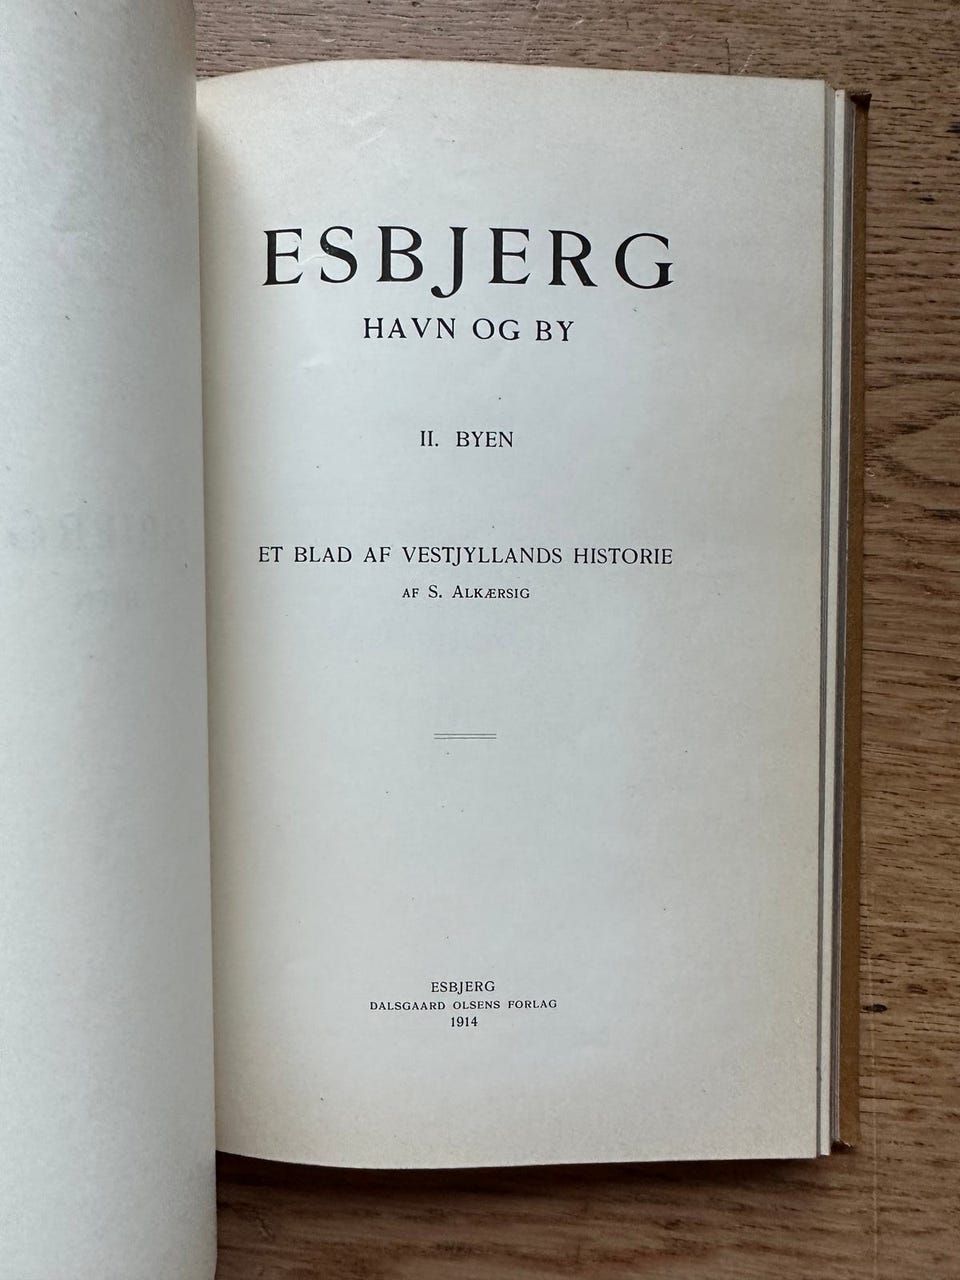 ESBJERG
HAVN OG BY
II. BYEN
ET BLAD AF VESTJYLLANDS HISTORIE
AF S. ALKÆRSIG
ESBJERG
DALSGAARD OLSENS FORLAG
1914